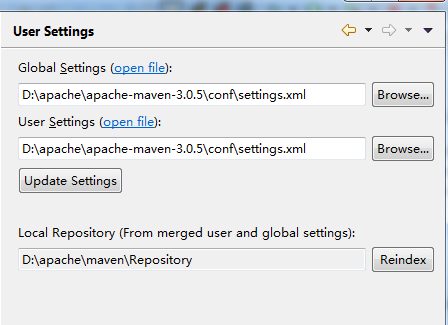 User Settings
Global Settings (open file):
D:\apache\apache-maven-3.0.5\conf\settings.xml
Browse...
User Settings (open file):
D:\apache\apache-maven-3.0.5\conf\settings.xml
Browse...
Update Settings
Local Repository (From merged user and global settings):
D:\apache\maven\Repository
Reindex